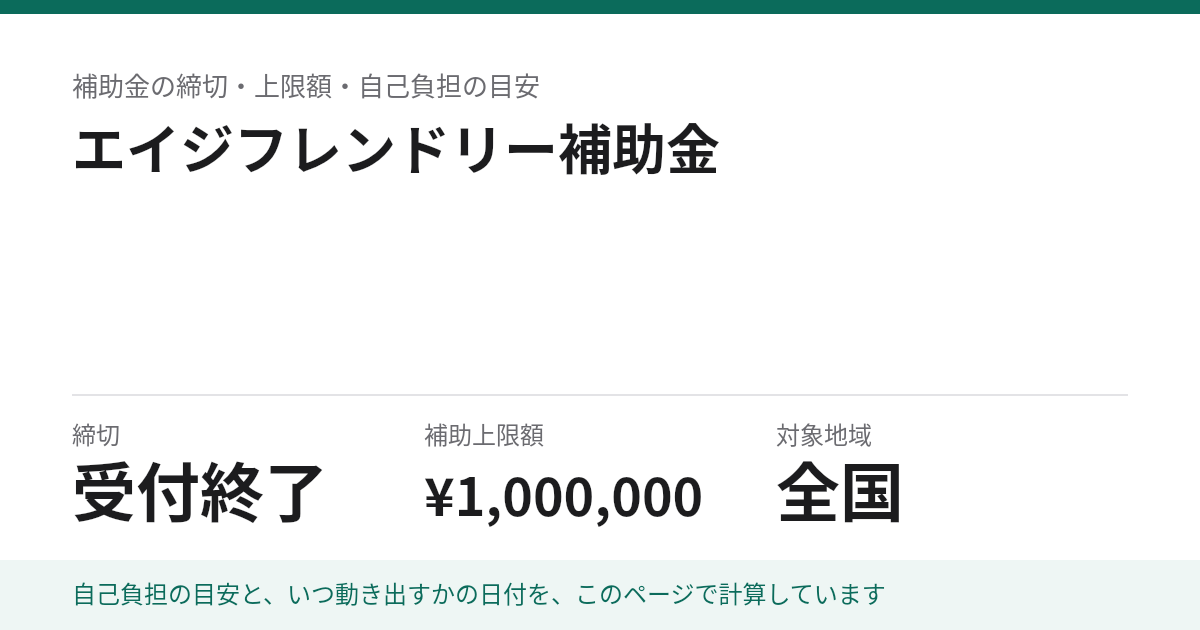 補助金の締切・上限額・自己負担の目安
エイジフレンドリー補助金
締切
補助上限額
対象地域
受付終了
¥1,000,000
全国
自己負担の目安と、いつ動き出すかの日付を、このページで計算しています